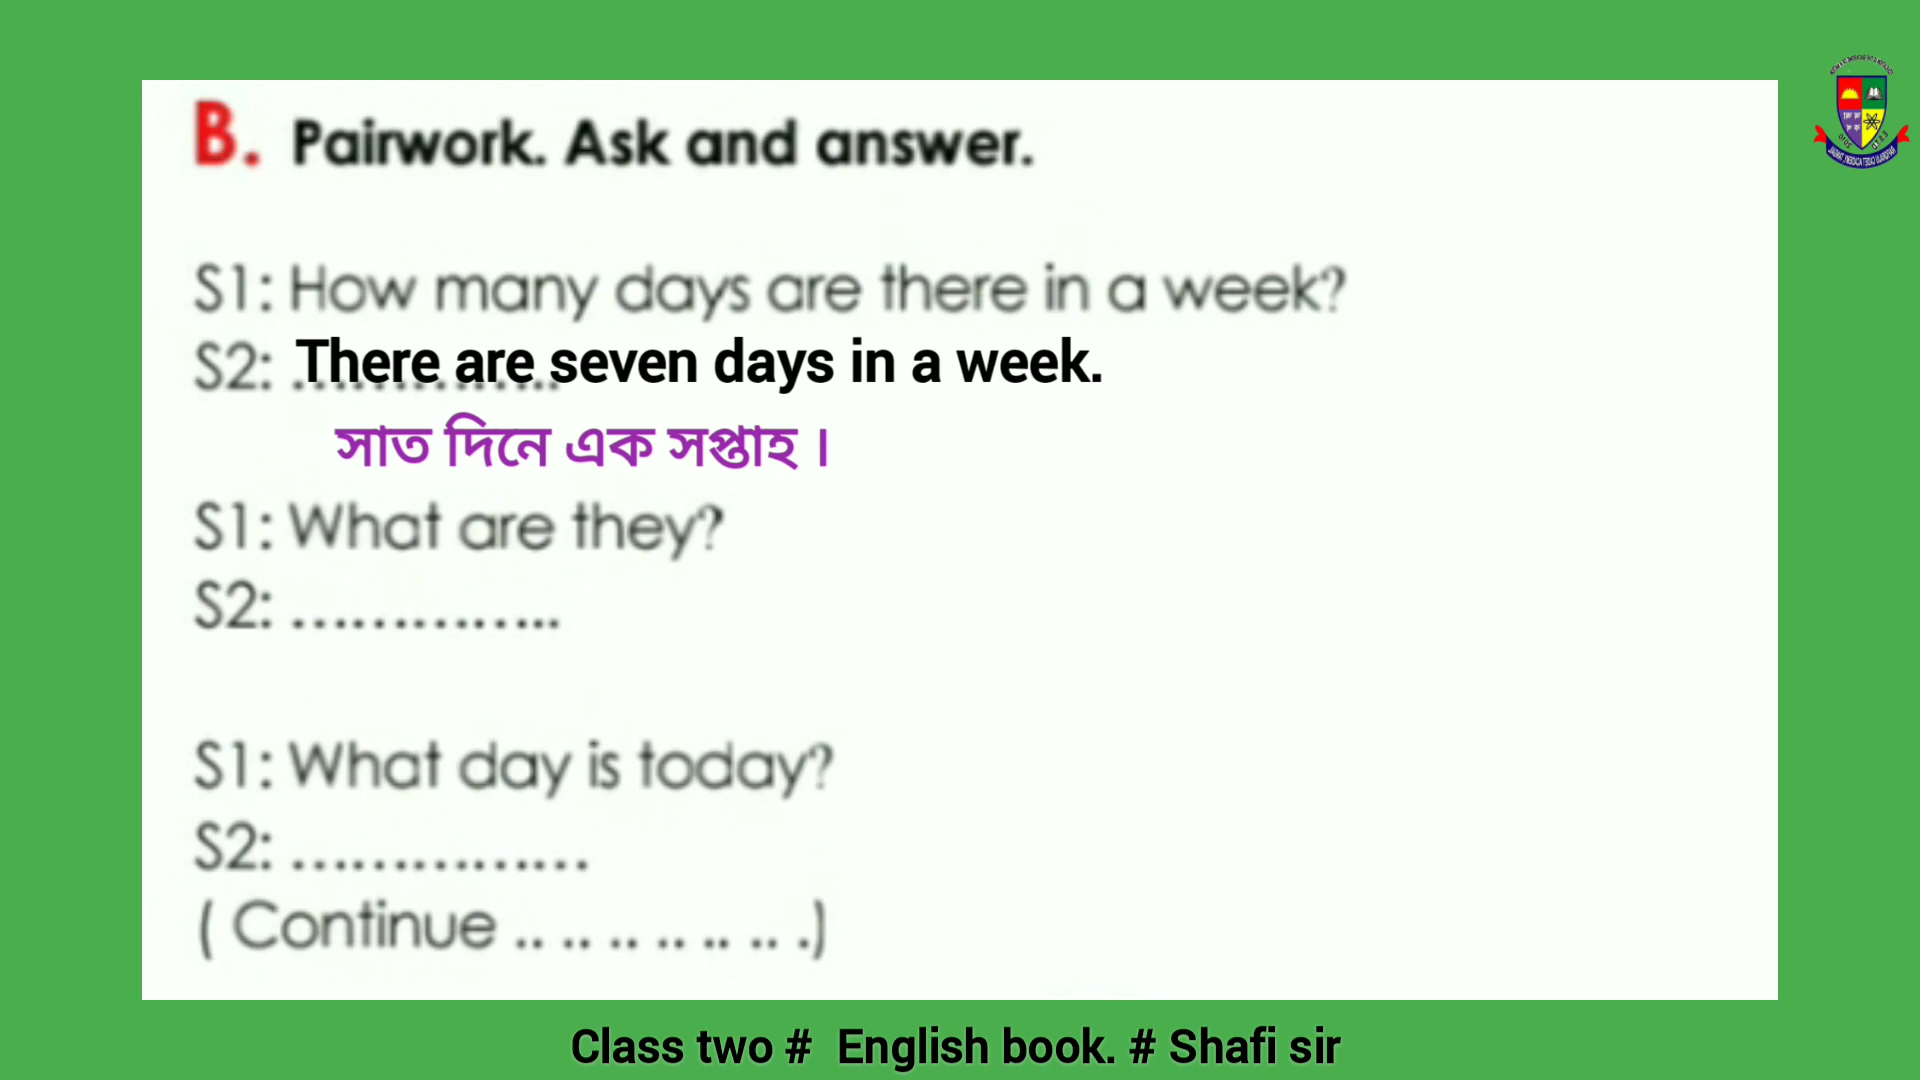 B. Pairwork. Ask and answer.
S1: How many days are there in a week?
S2: There are seven days in a week.
সাত দিনে এক সপ্তাহ ।
S1: What are they?
S2: ..............
S1: What day is today?
S2: ...............
( Continue .. .. .. .. .. .. .)
Class two # English book. # Shafi sir